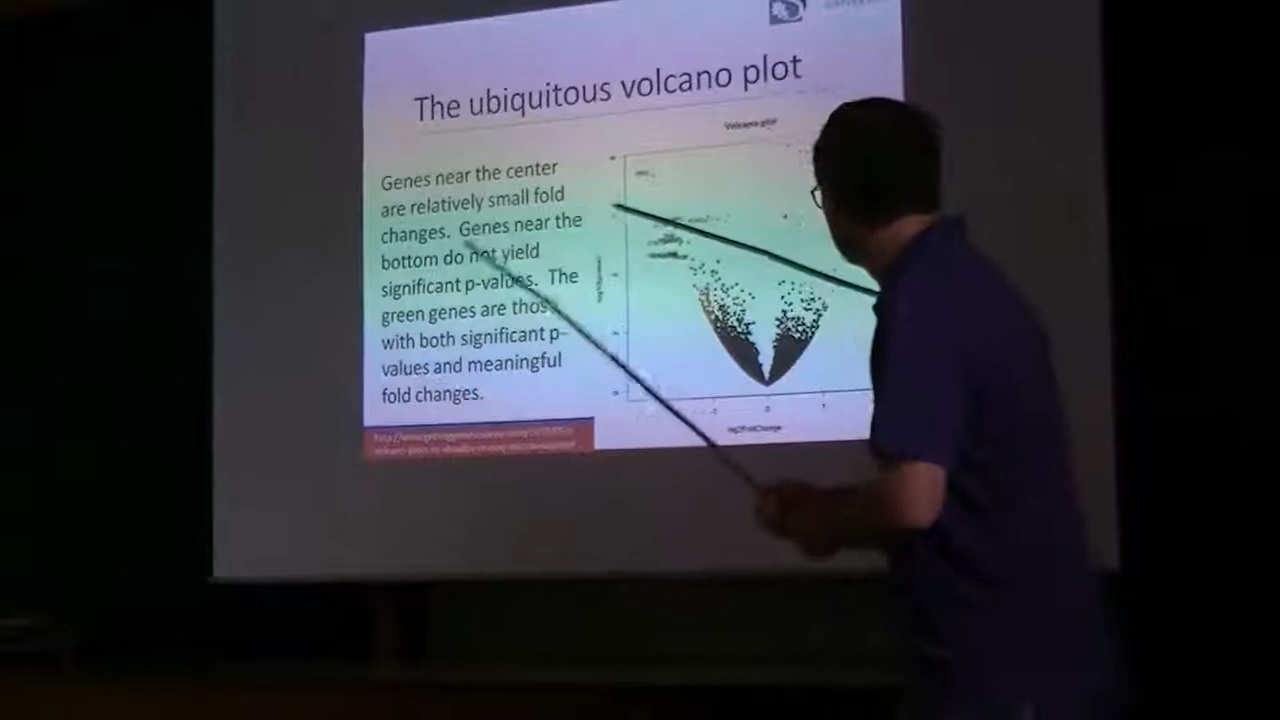 The ubiquitous volcano plot
Volcano plot
Genes near the center
are relatively small fold
changes. Genes near the
bottom do not yield
significant p-values. The
green genes are those
with both significant p-
values and meaningful
fold changes.
log2FoldChange